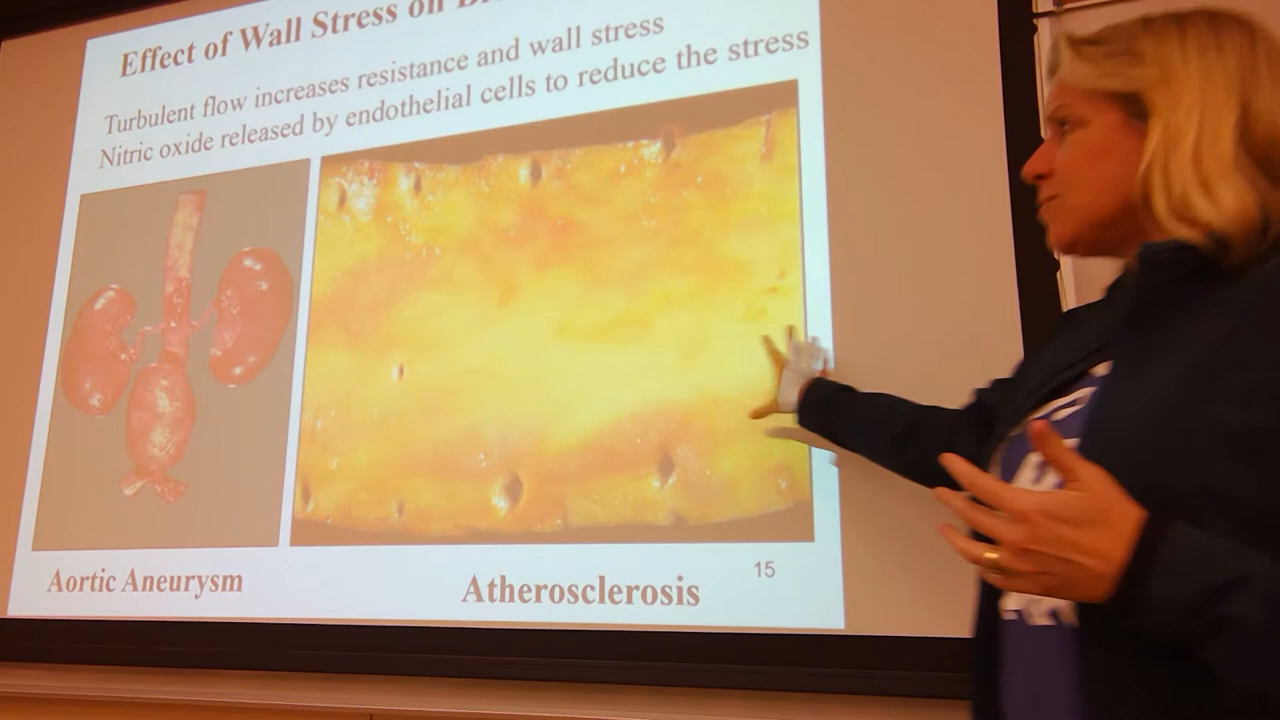 Effect of Wall Stress on
Turbulent flow increases resistance and wall stress
Nitric oxide released by endothelial cells to reduce the stress
Aortic Aneurysm
Atherosclerosis
15